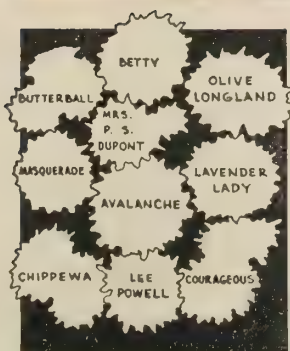 BETTY
BUTTERBALL
OLIVE
LONGLAND
MRS.
P. S.
DUPONT
MASQUERADE
LAVENDER
LADY
AVALANCHE
CHIPPEWA
LEE
POWELL
COURAGEOUS